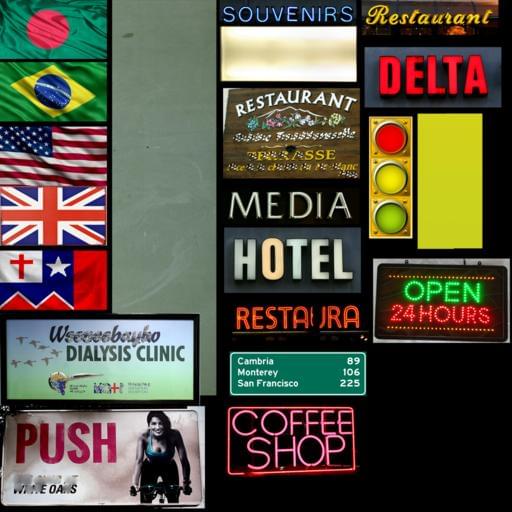 SOUVENIRS
Restaurant
DELTA
RESTAURANT
TERRASSE
MEDIA
HOTEL
OPEN
24 HOURS
RESTAURA
DIALYSIS CLINIC
Cambria 89
Monterey 106
San Francisco 225
PUSH
COFFEE
SHOP